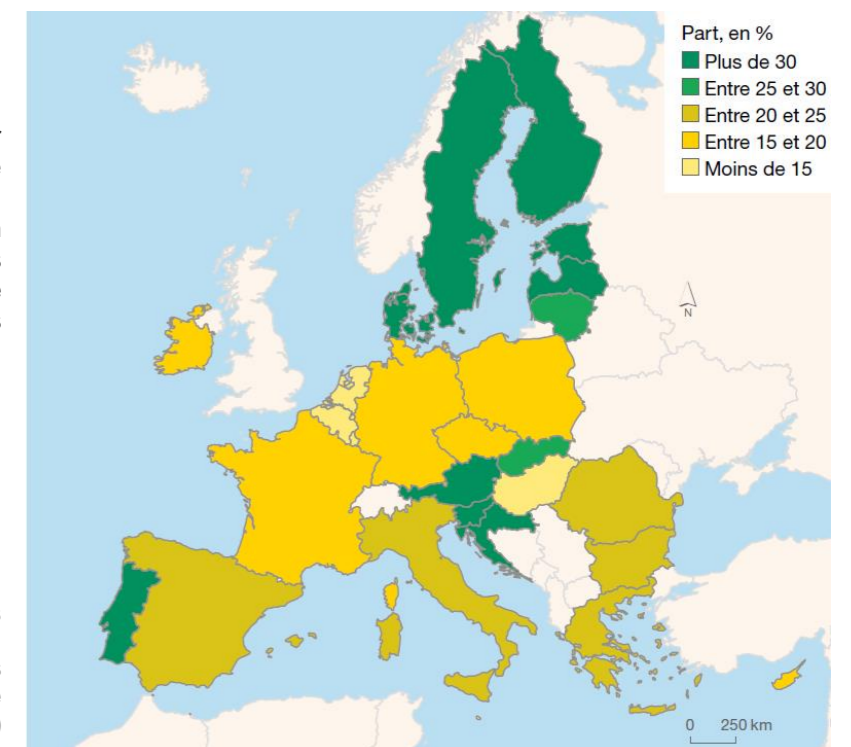 Part, en %
Plus de 30
Entre 25 et 30
Entre 20 et 25
Entre 15 et 20
Moins de 15
N
0 250 km